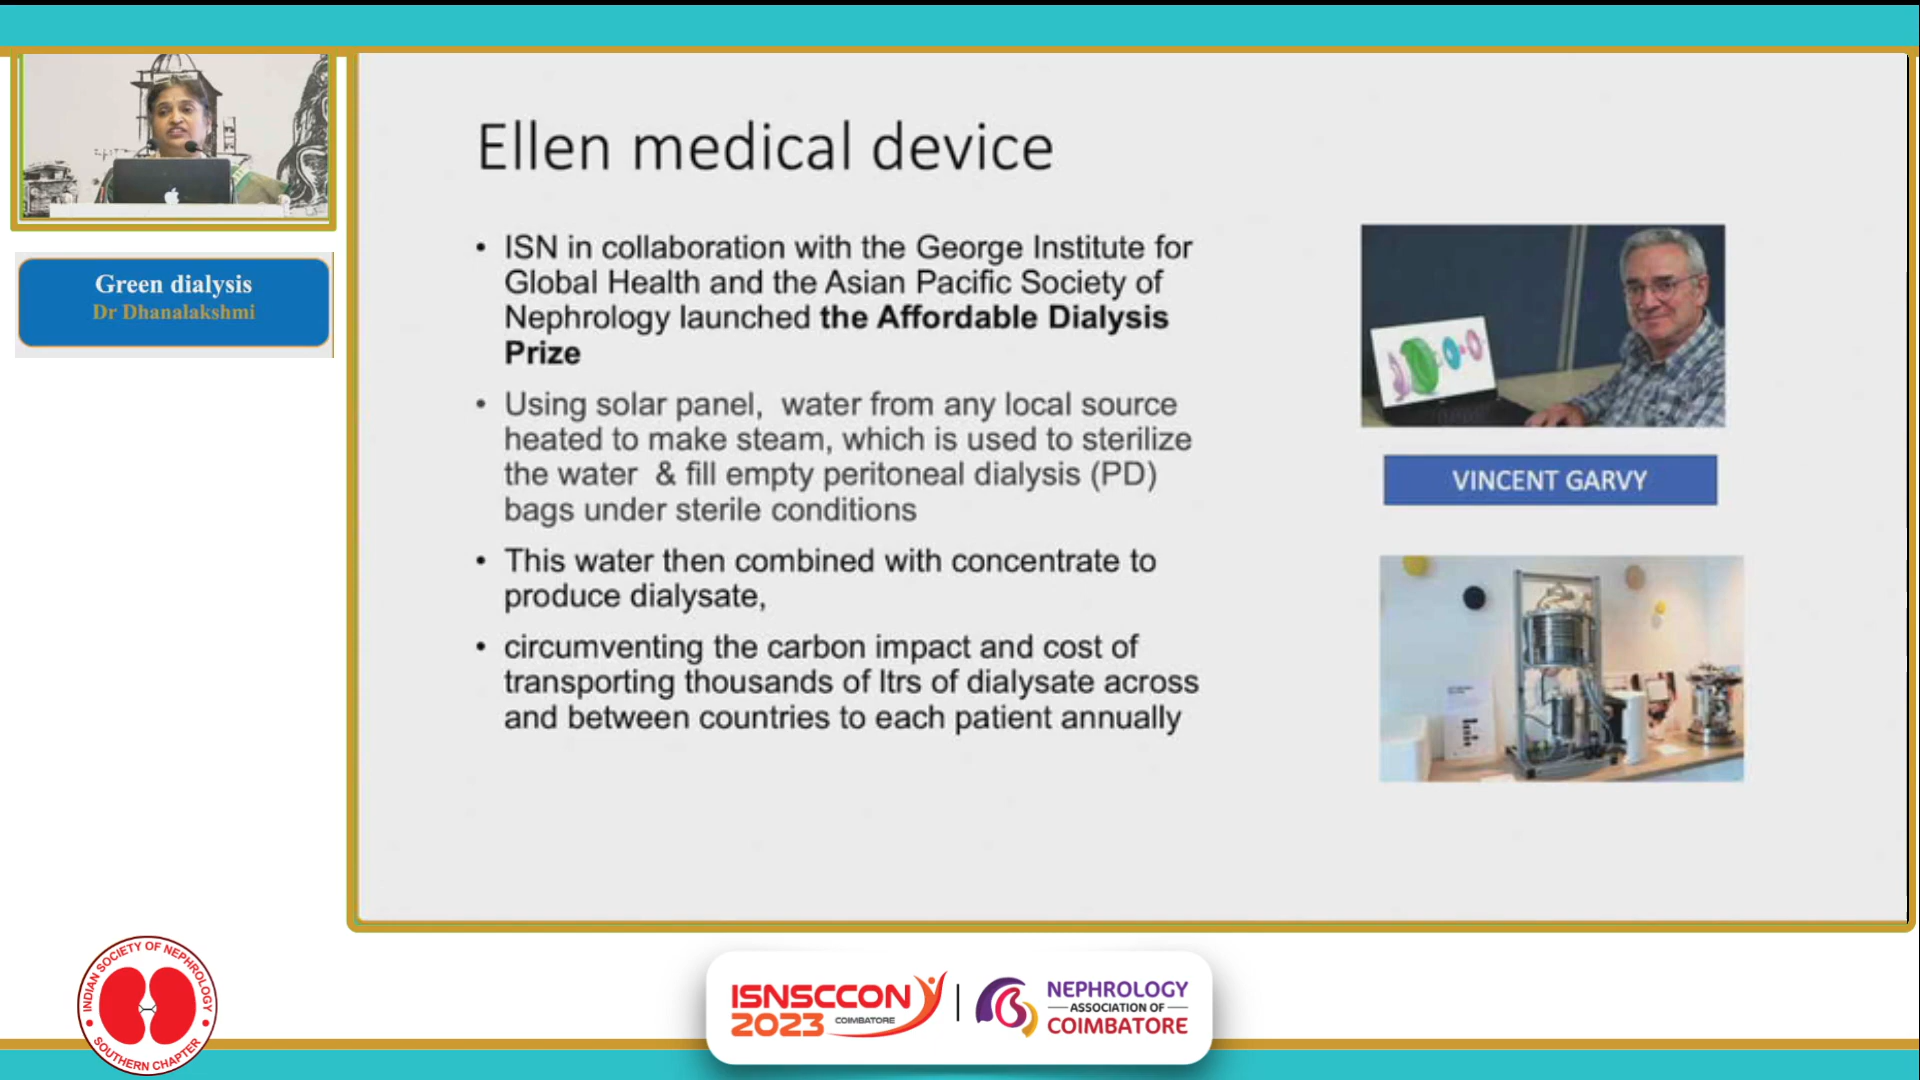 Green dialysis
Dr Dhanalakshmi
Ellen medical device
• ISN in collaboration with the George Institute for
Global Health and the Asian Pacific Society of
Nephrology launched the Affordable Dialysis
Prize
• Using solar panel, water from any local source
heated to make steam, which is used to sterilize
the water & fill empty peritoneal dialysis (PD)
bags under sterile conditions
• This water then combined with concentrate to
produce dialysate,
• circumventing the carbon impact and cost of
transporting thousands of ltrs of dialysate across
and between countries to each patient annually
VINCENT GARVY
INDIAN SOCIETY OF NEPHROLOGY
SOUTHERN CHAPTER
ISNSCCON
2023 COIMBATORE
NEPHROLOGY
ASSOCIATION OF
COIMBATORE